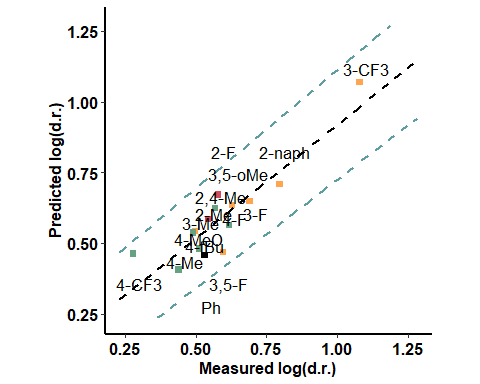 1.25
3-CF3
1.00
2-F
2-naph
0.75
3,5-oMe
2,4-Me
2-Me
3-F
3-Me
4-F
4-MeO
0.50
4-tBu
4-Me
4-CF3
3,5-F
Ph
0.25
Predicted log(d.r.)
0.25 0.50 0.75 1.00 1.25
Measured log(d.r.)